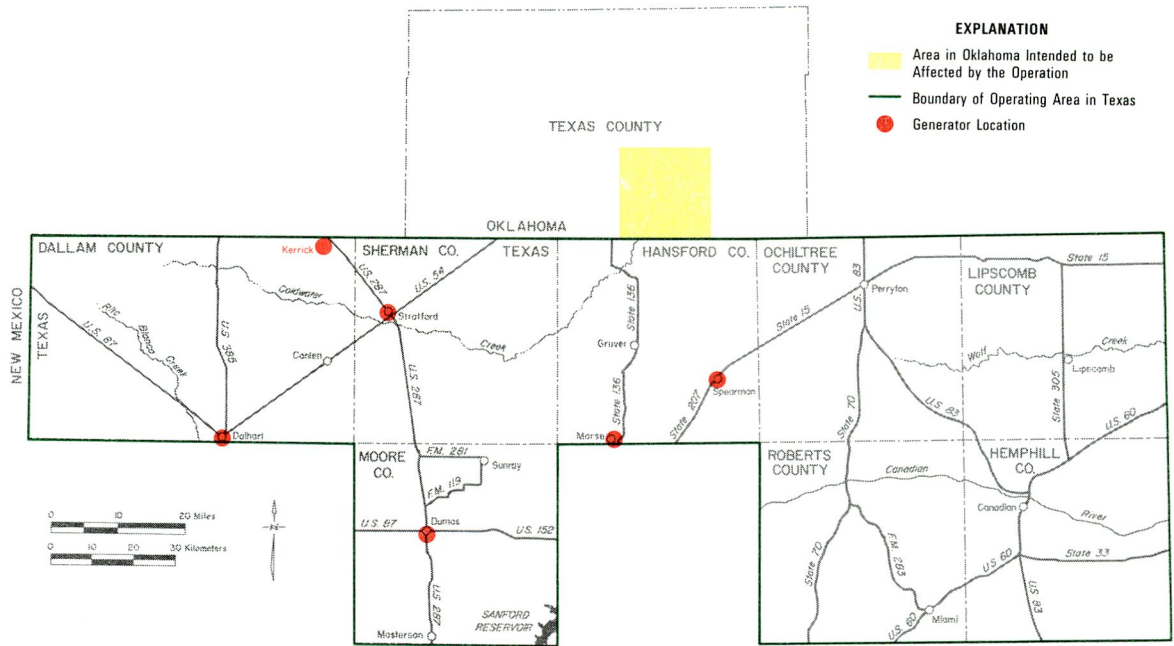 EXPLANATION
Area in Oklahoma Intended to be
Affected by the Operation
Boundary of Operating Area in Texas
Generator Location
TEXAS COUNTY
OKLAHOMA
TEXAS
NEW MEXICO
TEXAS
DALLAM COUNTY
Kerrick
SHERMAN CO.
HANSFORD CO.
OCHILTREE
COUNTY
LIPSCOMB
COUNTY
U.S. 287
U.S. 54
Coldwater
Creek
Rita
Blanca
Creek
U.S. 87
U.S. 385
Conlen
Stratford
Dalhart
U.S. 287
State 136
Gruver
State 136
Morse
Spearman
State 207
State 15
Perryton
U.S. 83
State 15
Wolf
Creek
Lipscomb
State 305
U.S. 83
U.S. 60
State 70
MOORE
CO.
F.M. 281
Sunray
F.M. 119
Dumas
U.S. 87
U.S. 152
U.S. 287
Masterson
SANFORD
RESERVOIR
ROBERTS
COUNTY
HEMPHILL
CO.
Canadian
River
Canadian
State 70
F.M. 283
U.S. 60
State 33
U.S. 83
Miami
U.S. 60
0 10 20 Miles
0 10 20 30 Kilometers
N